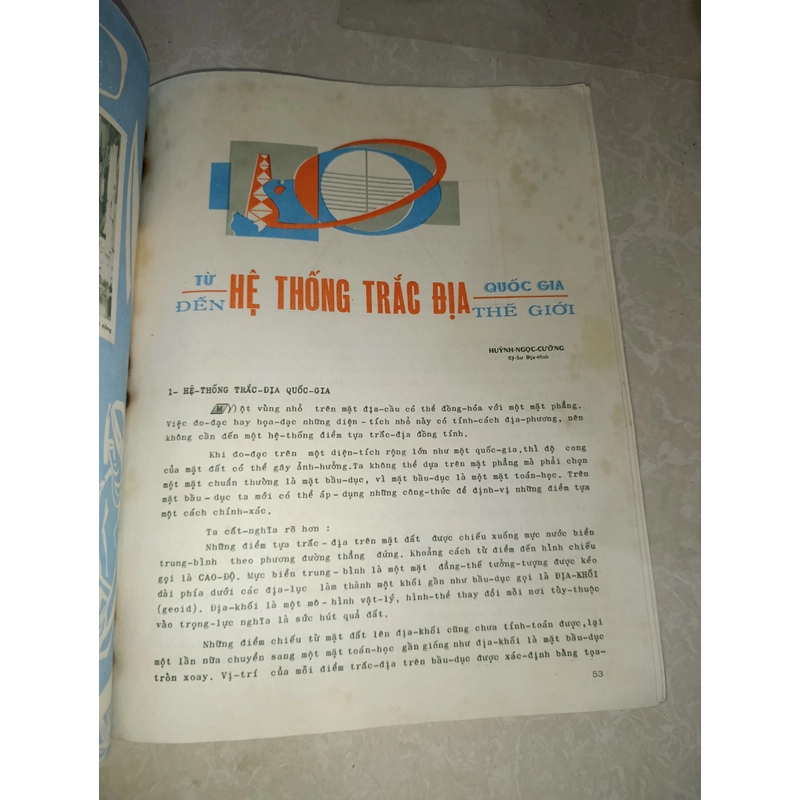 TỪ HỆ THỐNG TRẮC ĐỊA QUỐC GIA
ĐẾN THẾ GIỚI
HUỲNH-NGỌC-CƯỜNG
Kỹ-Sư Địa-Hình
1- HỆ-THỐNG TRẮC-ĐỊA QUỐC-GIA
Một vùng nhỏ trên mặt địa-cầu có thể đồng-hóa với một mặt phẳng.
Việc đo-đạc hay họa-đạc những diện-tích nhỏ này có tính-cách địa-phương, nên
không cần đến một hệ-thống điểm tựa trắc-địa đồng tính.
Khi đo-đạc trên một diện-tích rộng lớn như một quốc-gia,thì độ cong
của mặt đất có thể gây ảnh-hưởng.Ta không thể dựa trên mặt phẳng mà phải chọn
một mặt chuẩn thường là mặt bầu-dục, vì mặt bầu-dục là một mặt toán-học. Trên
mặt bầu-dục ta mới có thể áp-dụng những công-thức để định-vị những điểm tựa
một cách chính-xác.
Ta cắt-nghĩa rõ hơn :
Những điểm tựa trắc-địa trên mặt đất được chiếu xuống mực nước biển
trung-bình theo phương đường thẳng đứng. Khoảng cách từ điểm đến hình chiếu
gọi là CAO-ĐỘ. Mực biển trung-bình là một mặt đẳng-thế tưởng-tượng được kéo
dài phía dưới các địa-lục làm thành một khối gần như bầu-dục gọi là ĐỊA-KHỐI
(geoid). Địa-khối là một mô-hình vật-lý, hình-thể thay đổi mỗi nơi tùy-thuộc
vào trọng-lực nghĩa là sức hút quả đất.
Những điểm chiếu từ mặt đất lên địa-khối cũng chưa tính-toán được,lại
một lần nữa chuyển sang một mặt toán-học gần giống như địa-khối là mặt bầu-dục
tròn xoay. Vị-trí của mỗi điểm trắc-địa trên bầu-dục được xác-định bằng tọa-
53